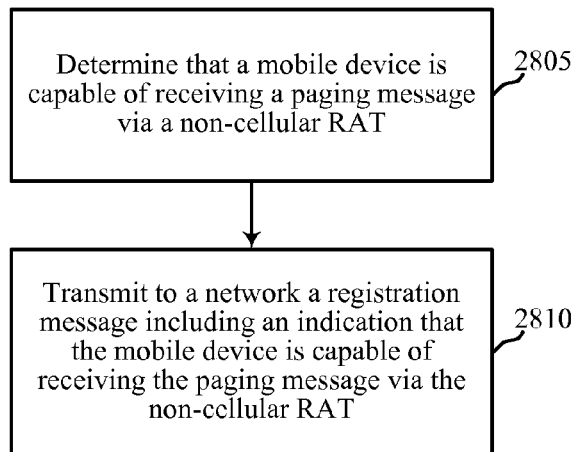 Determine that a mobile device is
capable of receiving a paging message
via a non-cellular RAT
2805
Transmit to a network a registration
message including an indication that
the mobile device is capable of
receiving the paging message via the
non-cellular RAT
2810